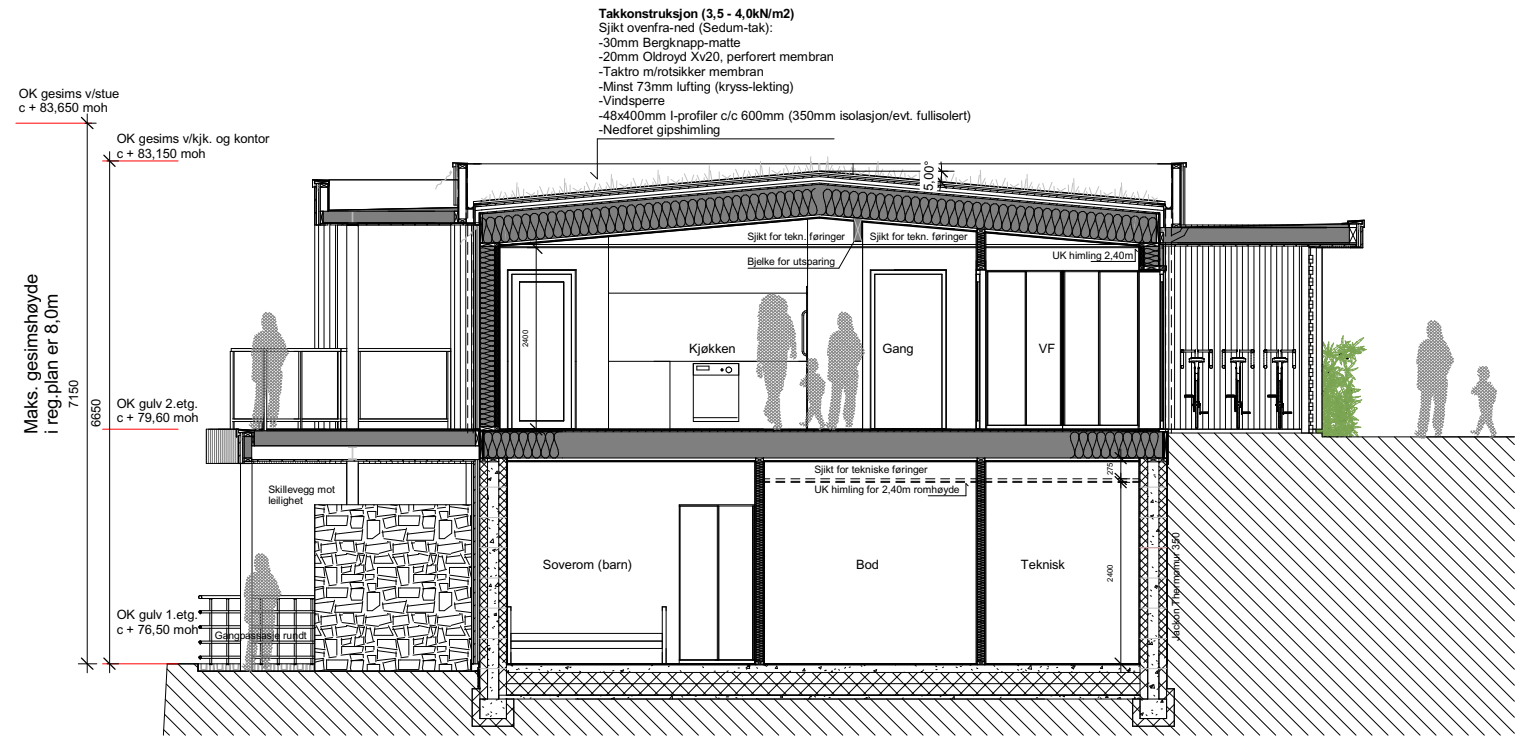 Takkonstruksjon (3,5 - 4,0kN/m2)
Sjikt ovenfra-ned (Sedum-tak):
-30mm Bergknapp-matte
-20mm Oldroyd Xv20, perforert membran
-Taktro m/rotsikker membran
-Minst 73mm lufting (kryss-lekting)
-Vindsperre
-48x400mm I-profiler c/c 600mm (350mm isolasjon/evt. fullisolert)
-Nedforet gipshimling
OK gesims v/stue
c + 83,650 moh
OK gesims v/kjk. og kontor
c + 83,150 moh
5,00°
Sjikt for tekn. føringer
Sjikt for tekn. føringer
Bjelke for utsparing
UK himling 2,40m
Maks. gesimshøyde
i reg.plan er 8,0m
7150
6650
2400
Kjøkken
Gang
VF
OK gulv 2.etg.
c + 79,60 moh
Sjikt for tekniske føringer
275
UK himling for 2,40m romhøyde
Skillevegg mot
leilighet
Soverom (barn)
Bod
Teknisk
2400
Jackon Thermomur 350
OK gulv 1.etg.
c + 76,50 moh
Gangpassasje rundt